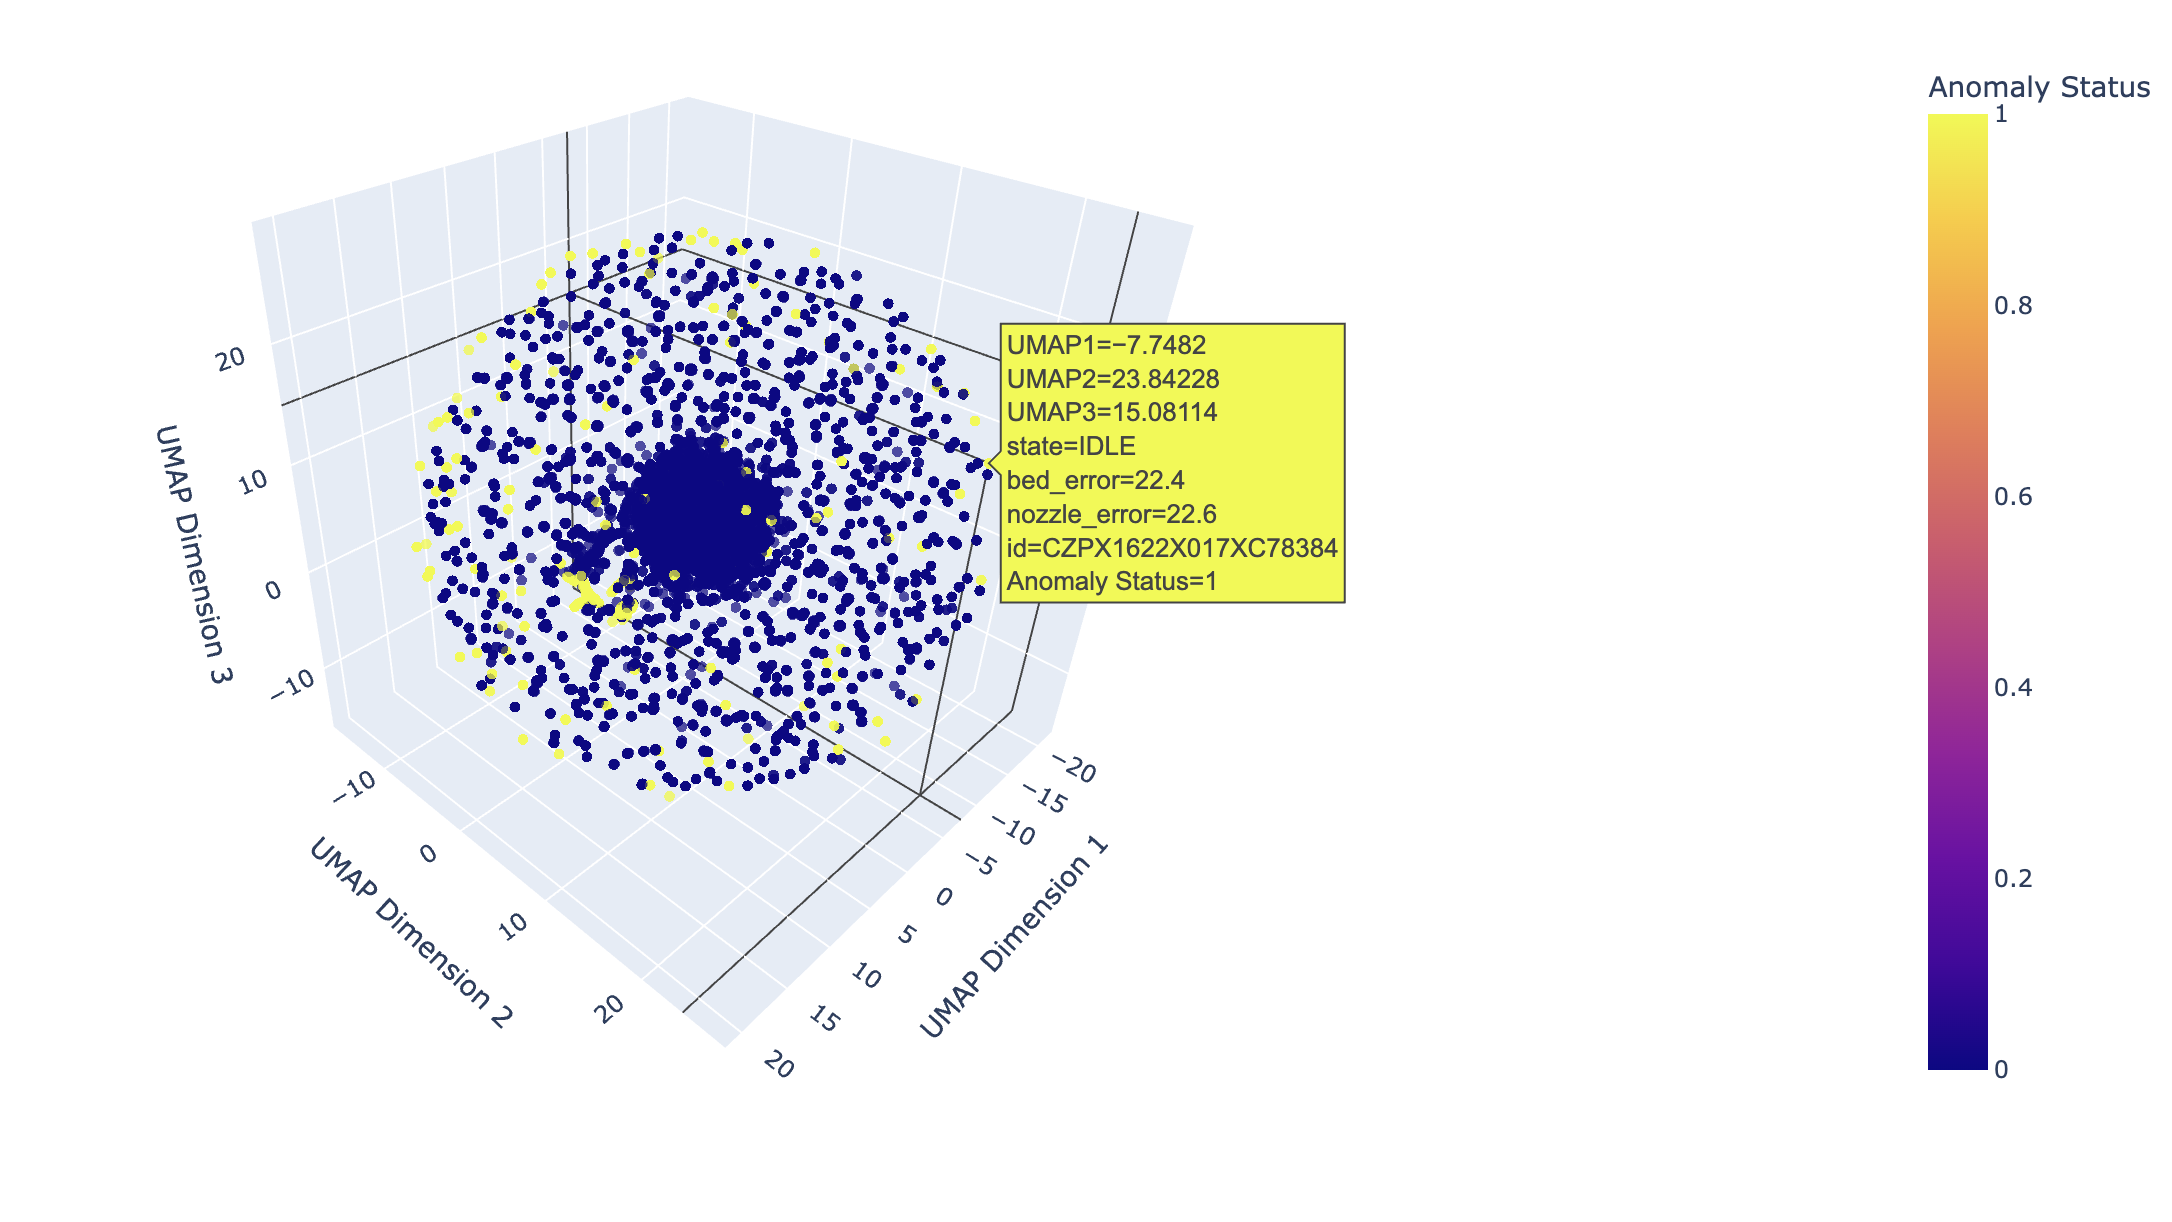 Anomaly Status
1
0.8
0.6
0.4
0.2
0
UMAP1=−7.7482
UMAP2=23.84228
UMAP3=15.08114
state=IDLE
bed_error=22.4
nozzle_error=22.6
id=CZPX1622X017XC78384
Anomaly Status=1
UMAP Dimension 3
20
10
0
−10
UMAP Dimension 2
−10
0
10
20
UMAP Dimension 1
−20
−15
−10
−5
0
5
10
15
20